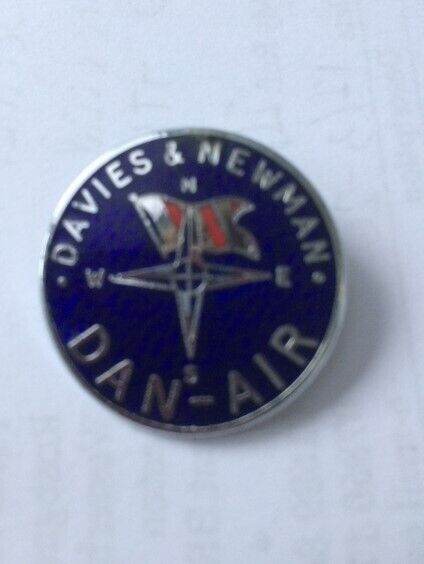 · DAVIES & NEWMAN ·
N
W E
S
DAN-AIR